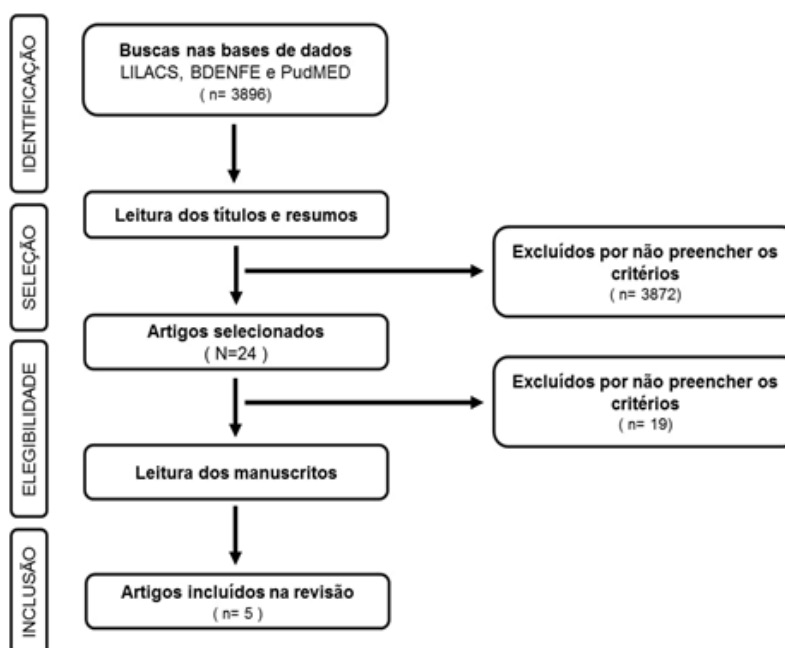 IDENTIFICAÇÃO
Buscas nas bases de dados
LILACS, BDENFE e PudMED
( n= 3896)
SELEÇÃO
Leitura dos títulos e resumos
Excluídos por não preencher os
critérios
( n= 3872)
Artigos selecionados
( N=24 )
ELEGIBILIDADE
Excluídos por não preencher os
critérios
( n= 19)
Leitura dos manuscritos
INCLUSÃO
Artigos incluídos na revisão
( n= 5 )